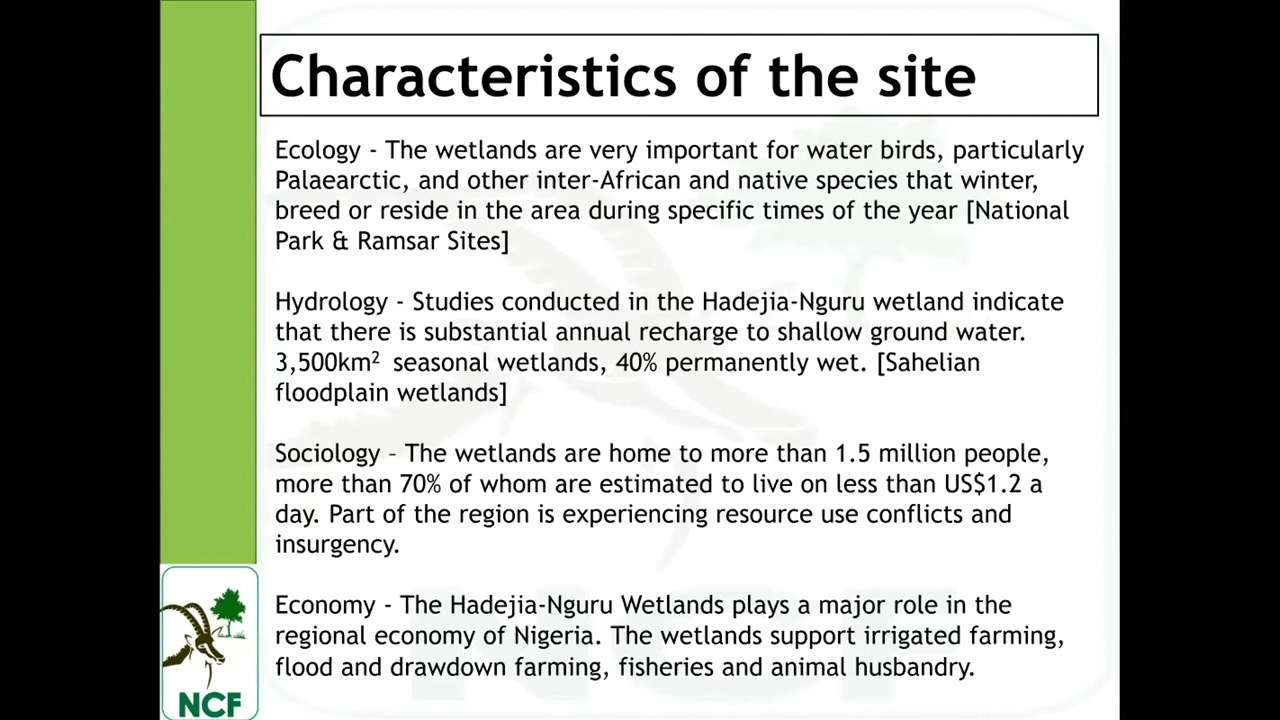 Characteristics of the site
Ecology - The wetlands are very important for water birds, particularly
Palaearctic, and other inter-African and native species that winter,
breed or reside in the area during specific times of the year [National
Park & Ramsar Sites]
Hydrology - Studies conducted in the Hadejia-Nguru wetland indicate
that there is substantial annual recharge to shallow ground water.
3,500km² seasonal wetlands, 40% permanently wet. [Sahelian
floodplain wetlands]
Sociology – The wetlands are home to more than 1.5 million people,
more than 70% of whom are estimated to live on less than US$1.2 a
day. Part of the region is experiencing resource use conflicts and
insurgency.
Economy - The Hadejia-Nguru Wetlands plays a major role in the
regional economy of Nigeria. The wetlands support irrigated farming,
flood and drawdown farming, fisheries and animal husbandry.
NCF
NCF